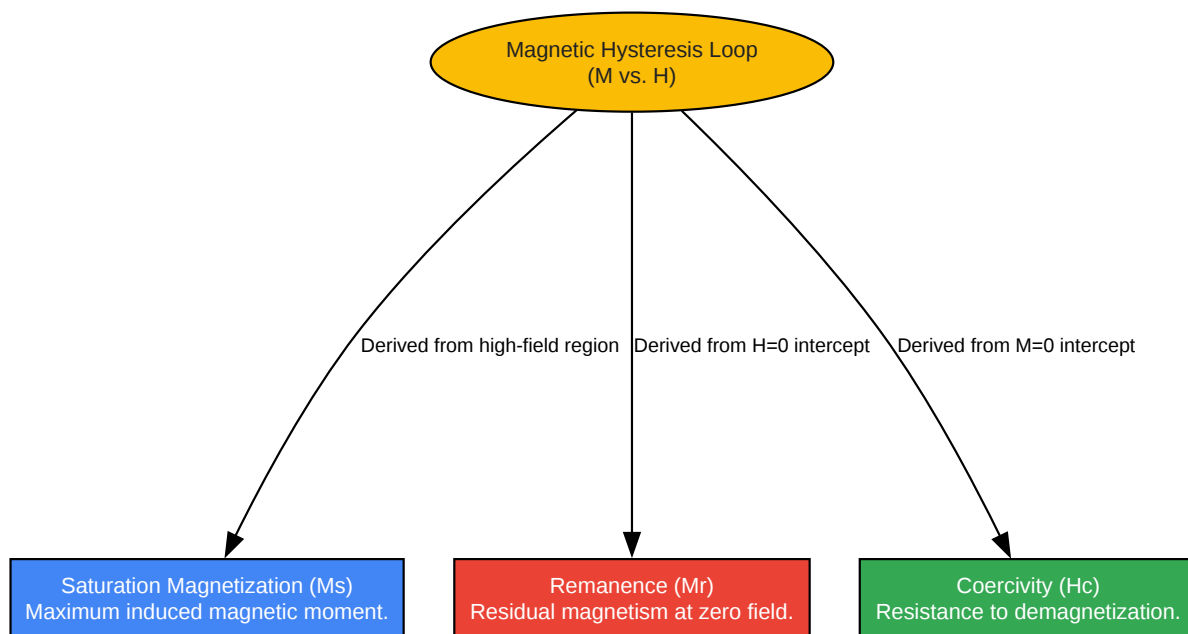 Magnetic Hysteresis Loop
(M vs. H)
Derived from high-field region
Derived from H=0 intercept
Derived from M=0 intercept
Saturation Magnetization (Ms)
Maximum induced magnetic moment.
Remanence (Mr)
Residual magnetism at zero field.
Coercivity (Hc)
Resistance to demagnetization.